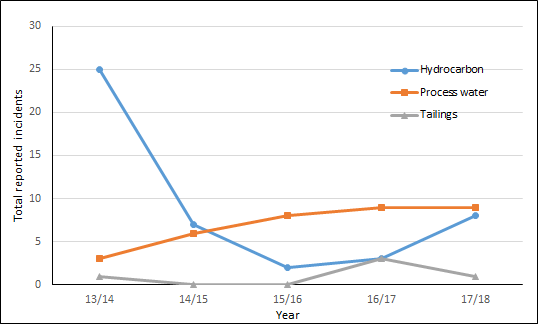 30
25
20
15
10
5
0
Total reported incidents
Hydrocarbon
Process water
Tailings
13/14 14/15 15/16 16/17 17/18
Year